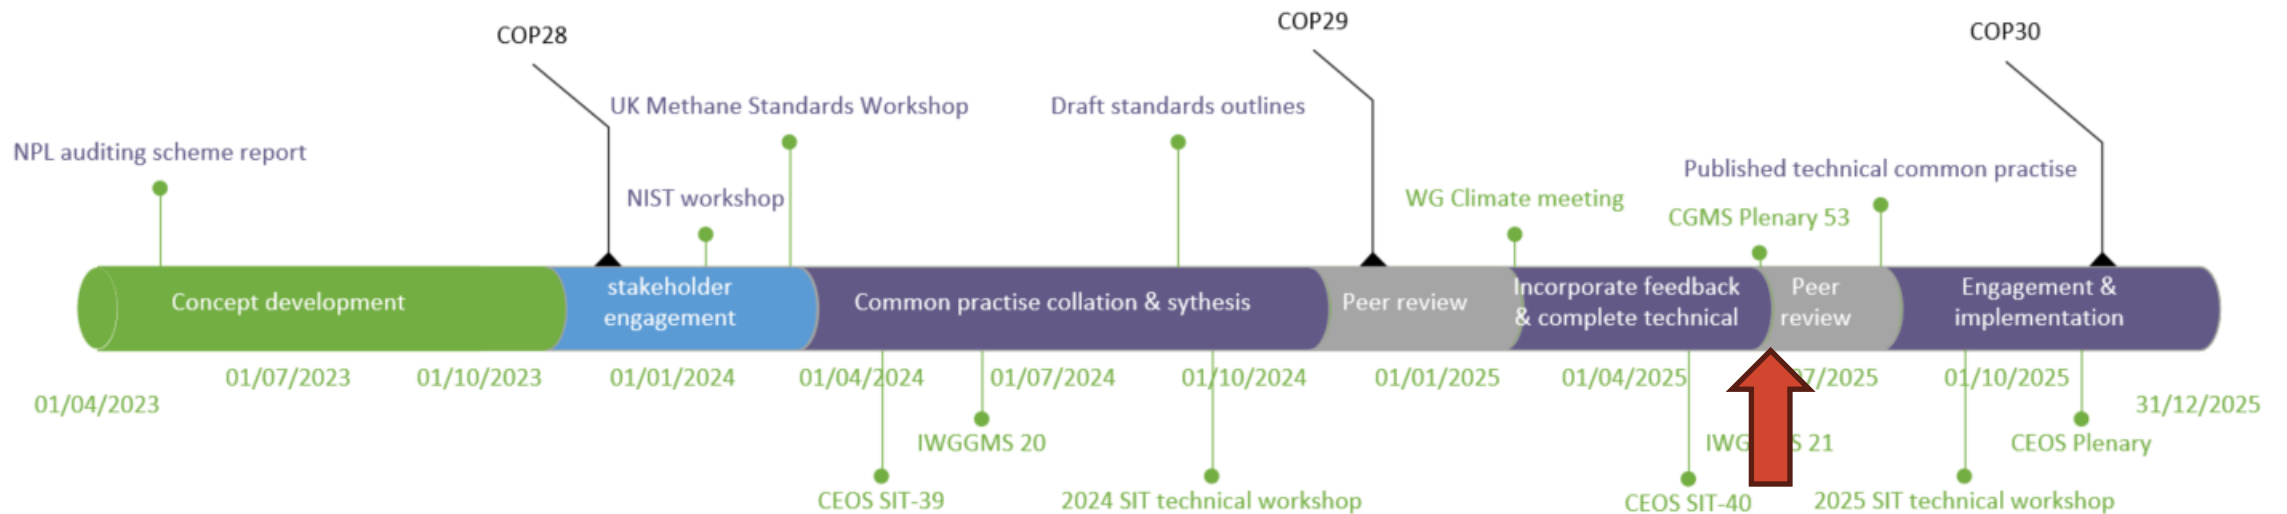 COP29
COP30
COP28
UK Methane Standards Workshop
Draft standards outlines
NPL auditing scheme report
Published technical common practise
NIST workshop
WG Climate meeting
CGMS Plenary 53
Concept development
stakeholder
engagement
Common practise collation & sythesis
Peer review
Incorporate feedback
& complete technical
Peer
review
Engagement &
implementation
01/04/2023
01/07/2023
01/10/2023
01/01/2024
01/04/2024
01/07/2024
01/10/2024
01/01/2025
01/04/2025
07/2025
01/10/2025
31/12/2025
IWGGMS 20
21
CEOS Plenary
CEOS SIT-39
2024 SIT technical workshop
CEOS SIT-40
2025 SIT technical workshop